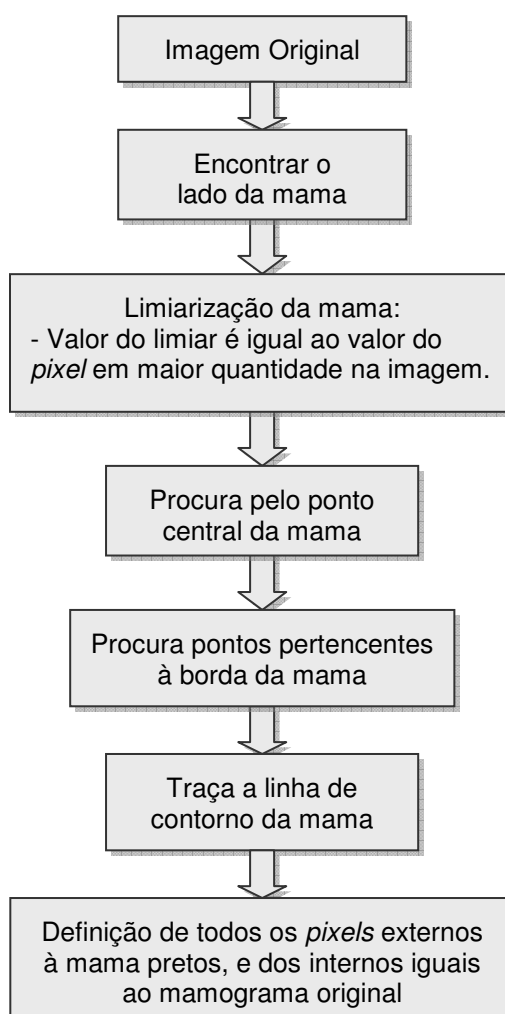 Imagem Original
Encontrar o
lado da mama
Limiarização da mama:
- Valor do limiar é igual ao valor do
pixel em maior quantidade na imagem.
Procura pelo ponto
central da mama
Procura pontos pertencentes
à borda da mama
Traça a linha de
contorno da mama
Definição de todos os pixels externos
à mama pretos, e dos internos iguais
ao mamograma original